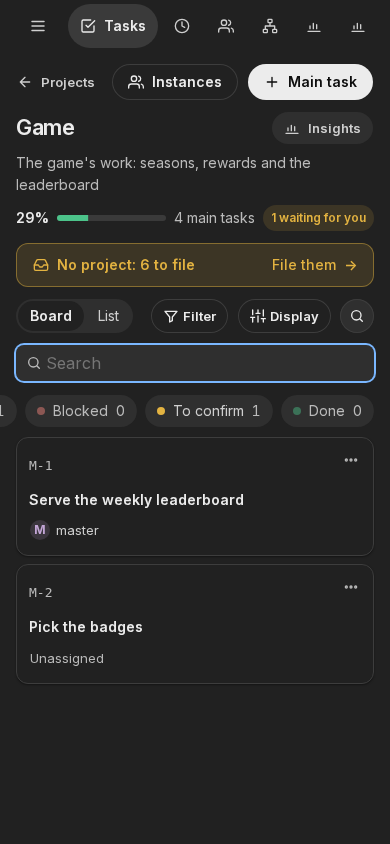 Tasks
Projects
Instances
Main task
Game
Insights
The game's work: seasons, rewards and the
leaderboard
29%
4 main tasks
1 waiting for you
No project: 6 to file
File them
Board
List
Filter
Display
Search
1
Blocked 0
To confirm 1
Done 0
M-1
Serve the weekly leaderboard
M
master
M-2
Pick the badges
Unassigned